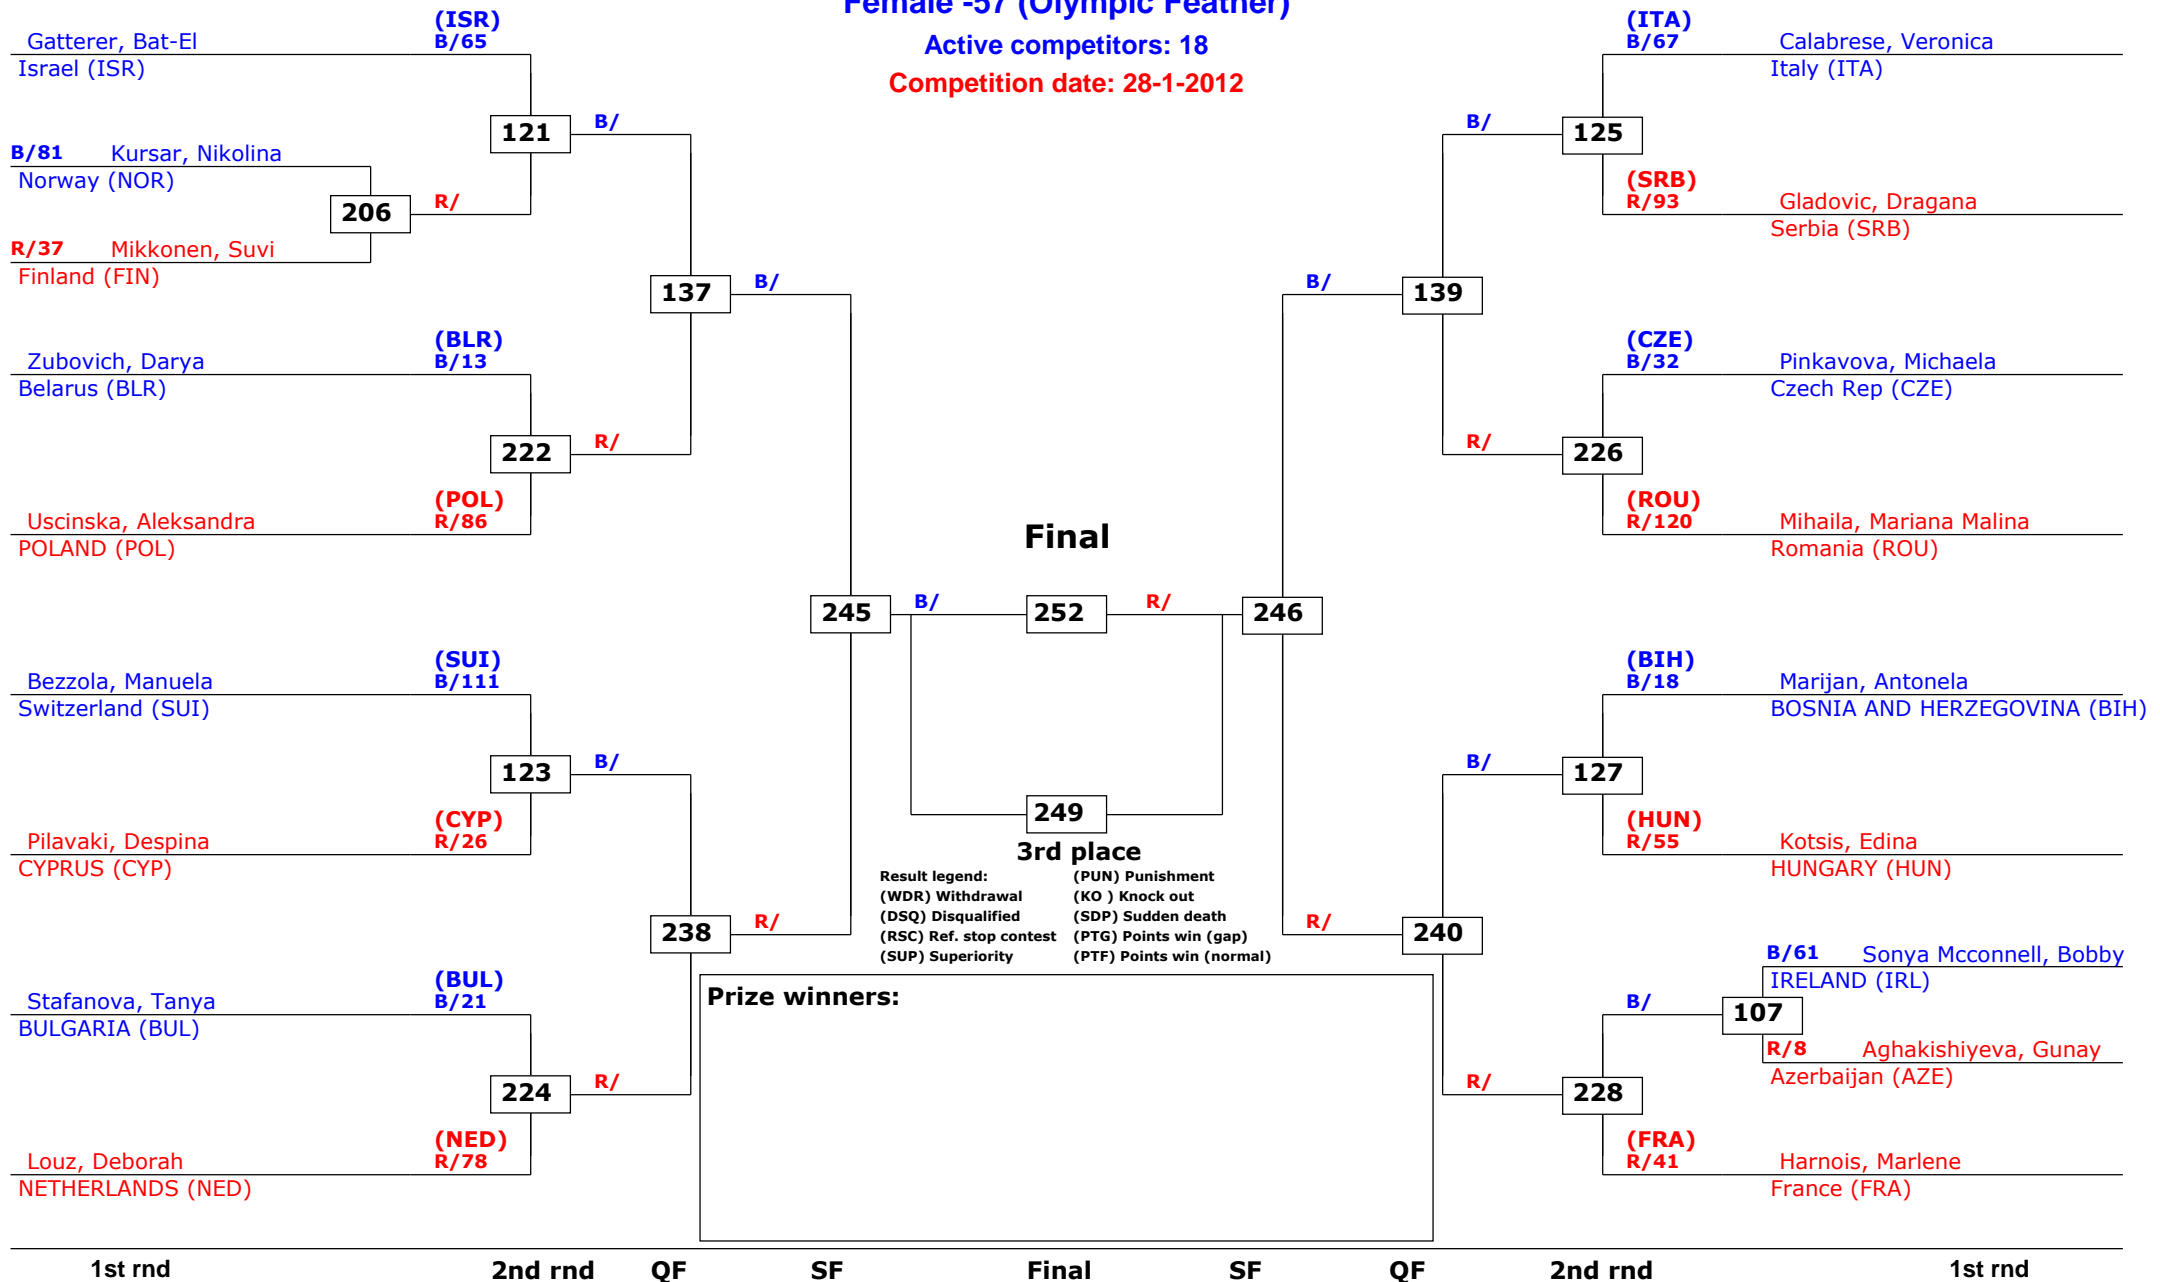 Female -57 (Olympic Feather)
Active competitors: 18
Competition date: 28-1-2012
(ISR)
Gatterer, Bat-El B/65
Israel (ISR)
121
B/
B/81 Kursar, Nikolina
Norway (NOR)
206
R/
R/37 Mikkonen, Suvi
Finland (FIN)
137
B/
(BLR)
Zubovich, Darya B/13
Belarus (BLR)
222
R/
(POL)
Uscinska, Aleksandra R/86
POLAND (POL)
245
B/
(SUI)
Bezzola, Manuela B/111
Switzerland (SUI)
123
B/
(CYP)
Pilavaki, Despina R/26
CYPRUS (CYP)
238
R/
(BUL)
Stafanova, Tanya B/21
BULGARIA (BUL)
224
R/
(NED)
Louz, Deborah R/78
NETHERLANDS (NED)
Final
252
R/
246
249
3rd place
Result legend: (PUN) Punishment
(WDR) Withdrawal (KO ) Knock out
(DSQ) Disqualified (SDP) Sudden death
(RSC) Ref. stop contest (PTG) Points win (gap)
(SUP) Superiority (PTF) Points win (normal)
Prize winners:
(ITA)
B/67 Calabrese, Veronica
Italy (ITA)
B/
125
(SRB)
R/93 Gladovic, Dragana
Serbia (SRB)
B/
139
(CZE)
B/32 Pinkavova, Michaela
Czech Rep (CZE)
R/
226
(ROU)
R/120 Mihaila, Mariana Malina
Romania (ROU)
(BIH)
B/18 Marijan, Antonela
BOSNIA AND HERZEGOVINA (BIH)
B/
127
(HUN)
R/55 Kotsis, Edina
HUNGARY (HUN)
R/
240
B/61 Sonya Mcconnell, Bobby
IRELAND (IRL)
B/
107
R/8 Aghakishiyeva, Gunay
Azerbaijan (AZE)
R/
228
(FRA)
R/41 Harnois, Marlene
France (FRA)
1st rnd 2nd rnd QF SF Final SF QF 2nd rnd 1st rnd